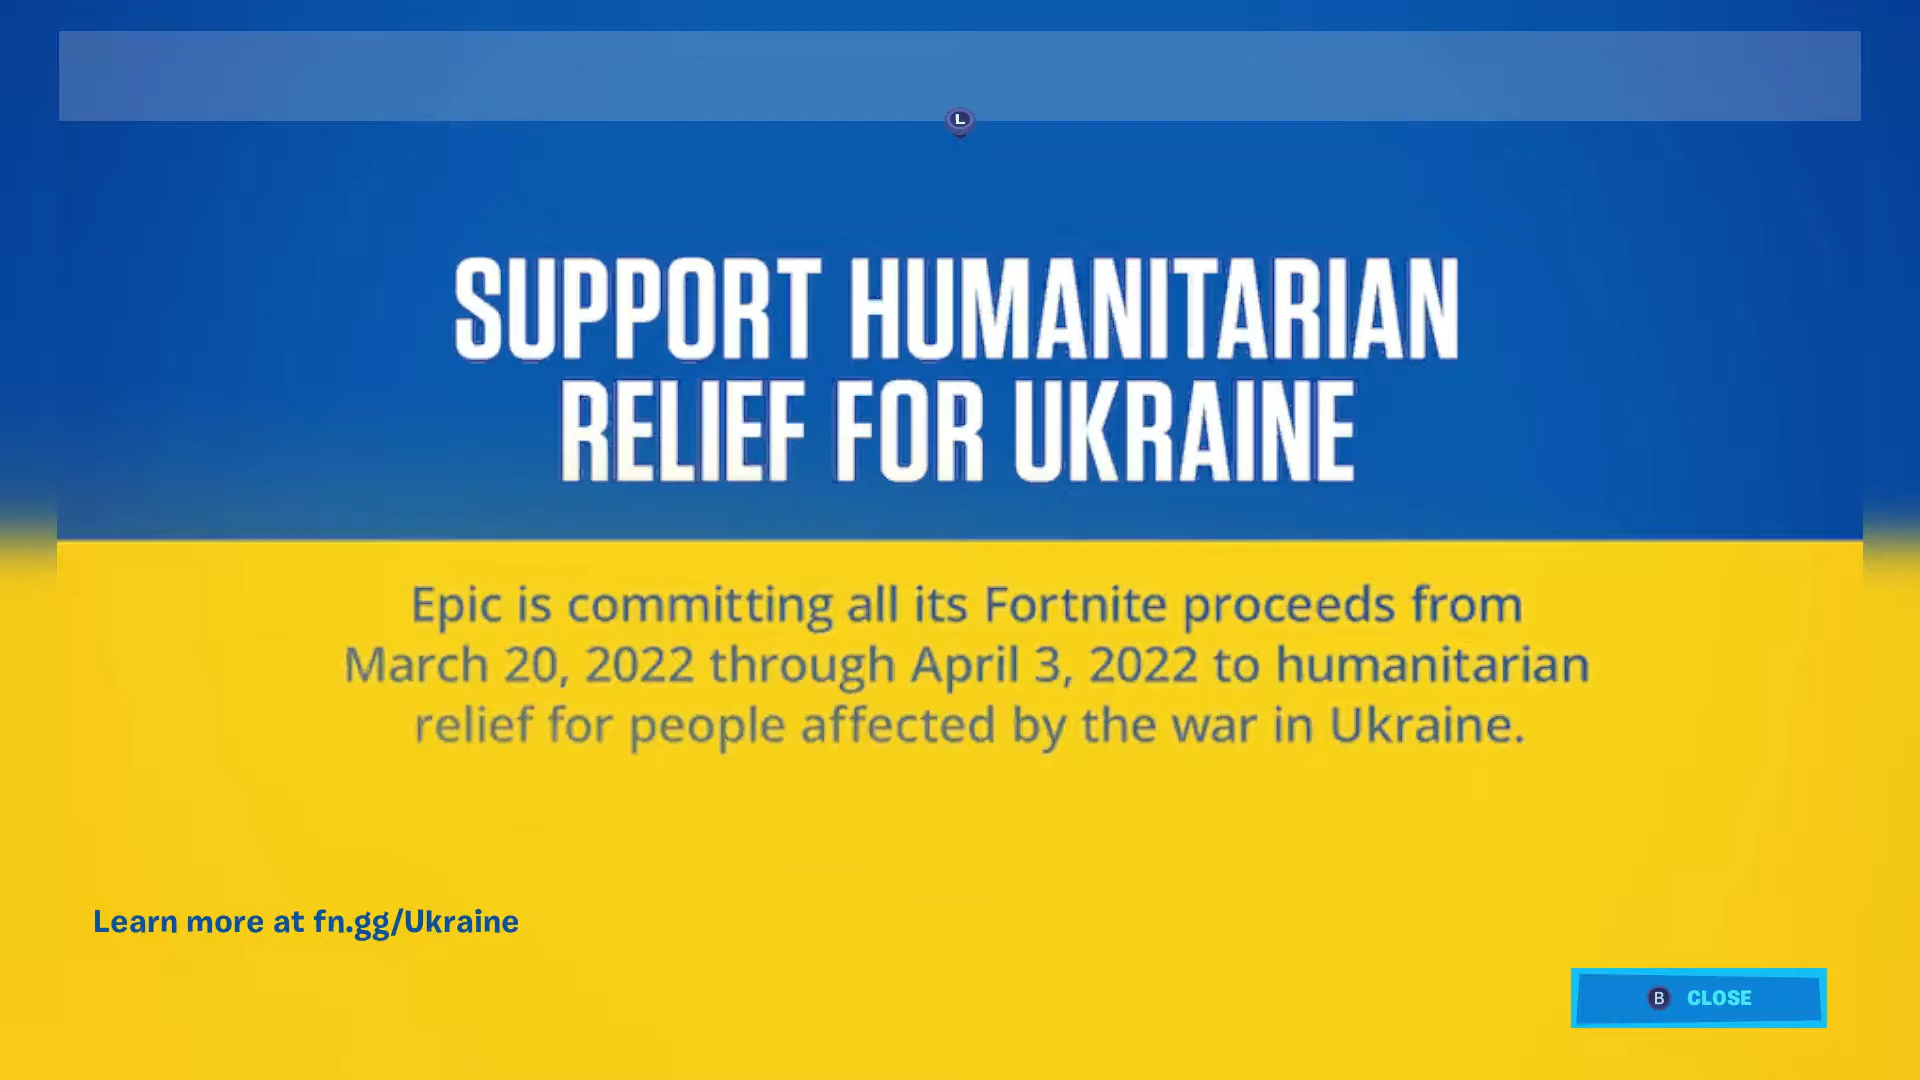 L
SUPPORT HUMANITARIAN
RELIEF FOR UKRAINE
Epic is committing all its Fortnite proceeds from
March 20, 2022 through April 3, 2022 to humanitarian
relief for people affected by the war in Ukraine.
Learn more at fn.gg/Ukraine
B CLOSE